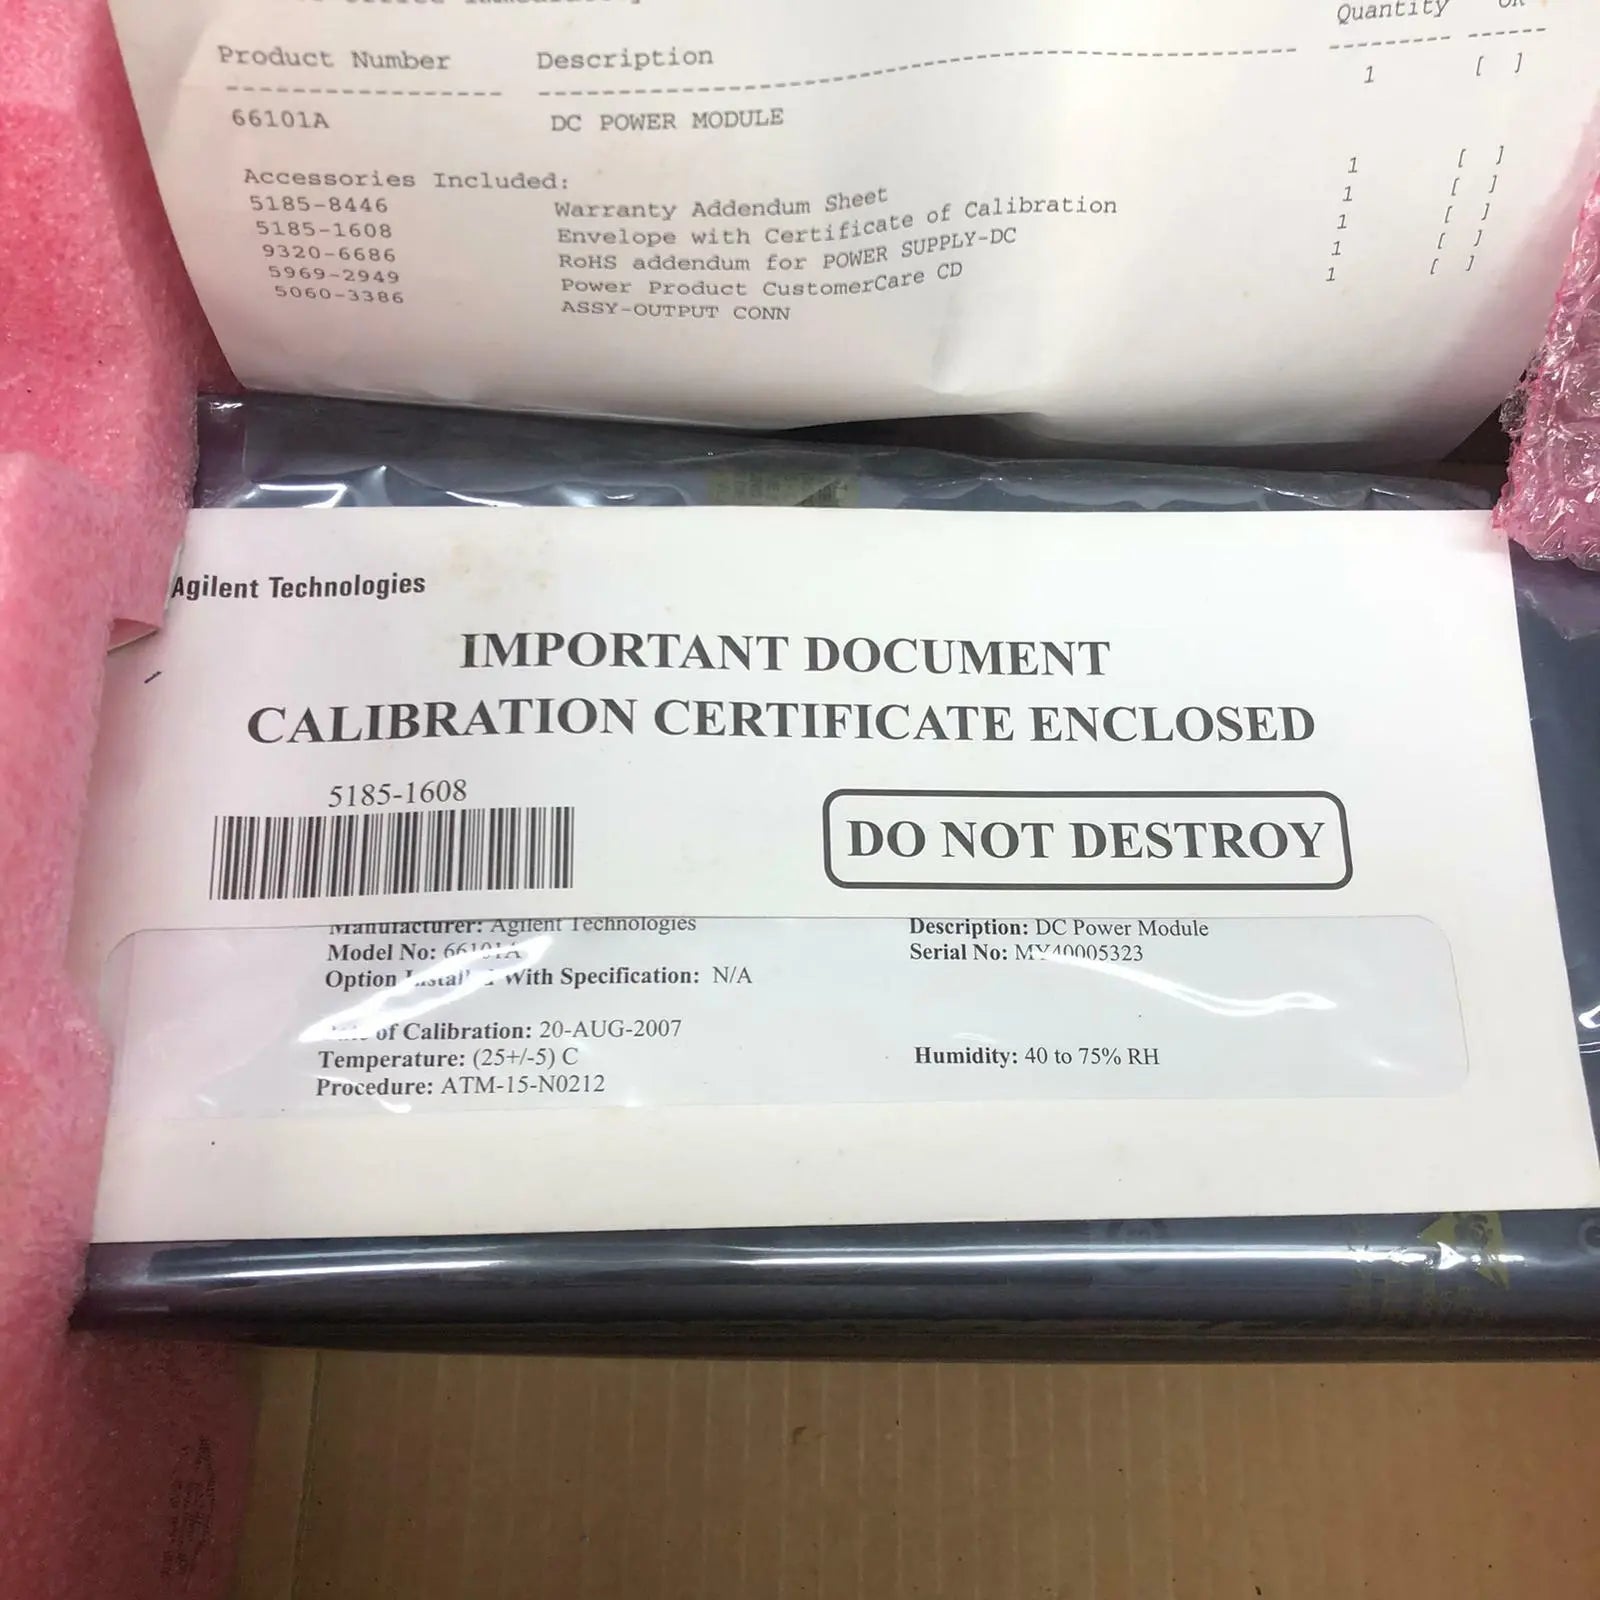 Quantity
Product Number Description
66101A DC POWER MODULE 1 [ ]
Accessories Included:
5185-8446 Warranty Addendum Sheet 1 [ ]
5185-1608 Envelope with Certificate of Calibration 1 [ ]
9320-6686 RoHS addendum for POWER SUPPLY-DC 1 [ ]
5969-2949 Power Product CustomerCare CD 1 [ ]
5060-3386 ASSY-OUTPUT CONN 1 [ ]
Agilent Technologies
IMPORTANT DOCUMENT
CALIBRATION CERTIFICATE ENCLOSED
5185-1608
DO NOT DESTROY
Manufacturer: Agilent Technologies Description: DC Power Module
Model No: 66101A Serial No: MY40005323
Option Installed With Specification: N/A
of Calibration: 20-AUG-2007
Temperature: (25+/-5) C Humidity: 40 to 75% RH
Procedure: ATM-15-N0212